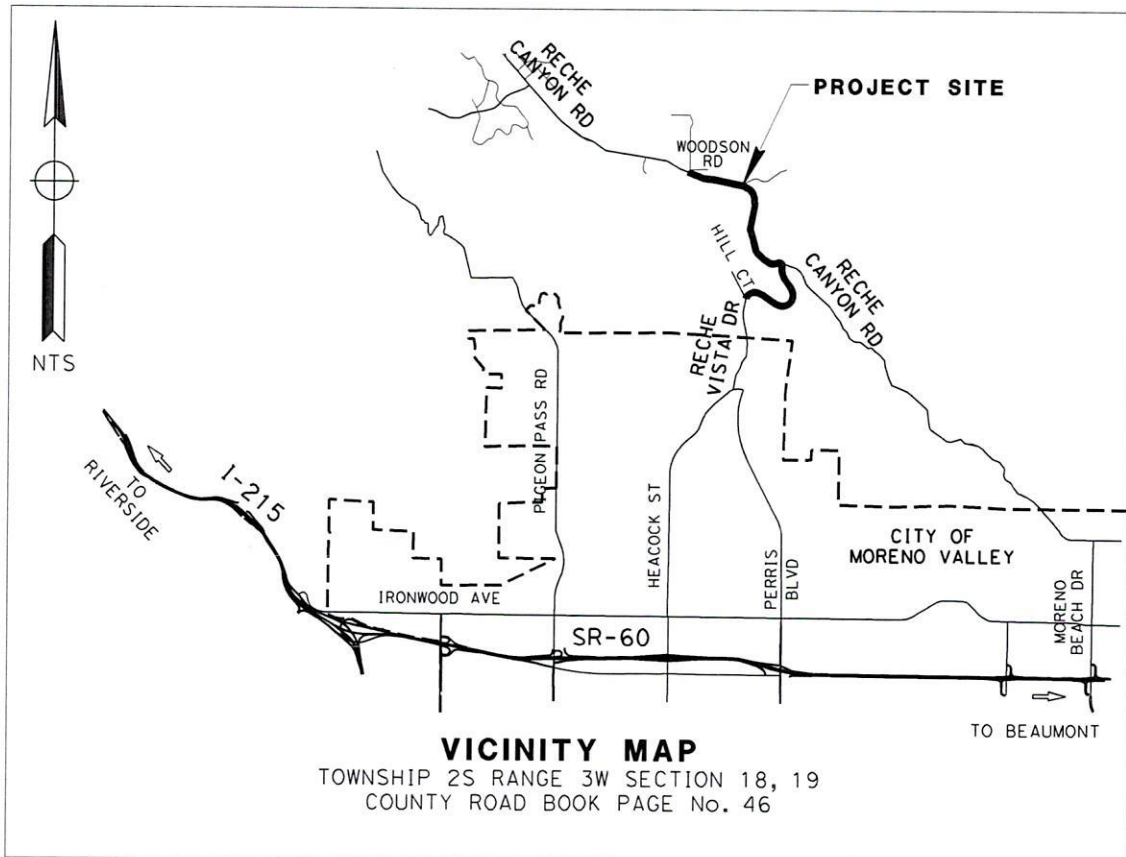 RECHE
CANYON RD
PROJECT SITE
WOODSON
RD
HILL CT
RECHE
CANYON RD
RECHE
VISTA DR
NTS
PIGEON PASS RD
I-215
TO
RIVERSIDE
HEACOCK ST
PERRIS
BLVD
CITY OF
MORENO VALLEY
IRONWOOD AVE
MORENO
BEACH DR
SR-60
TO BEAUMONT
VICINITY MAP
TOWNSHIP 2S RANGE 3W SECTION 18, 19
COUNTY ROAD BOOK PAGE No. 46